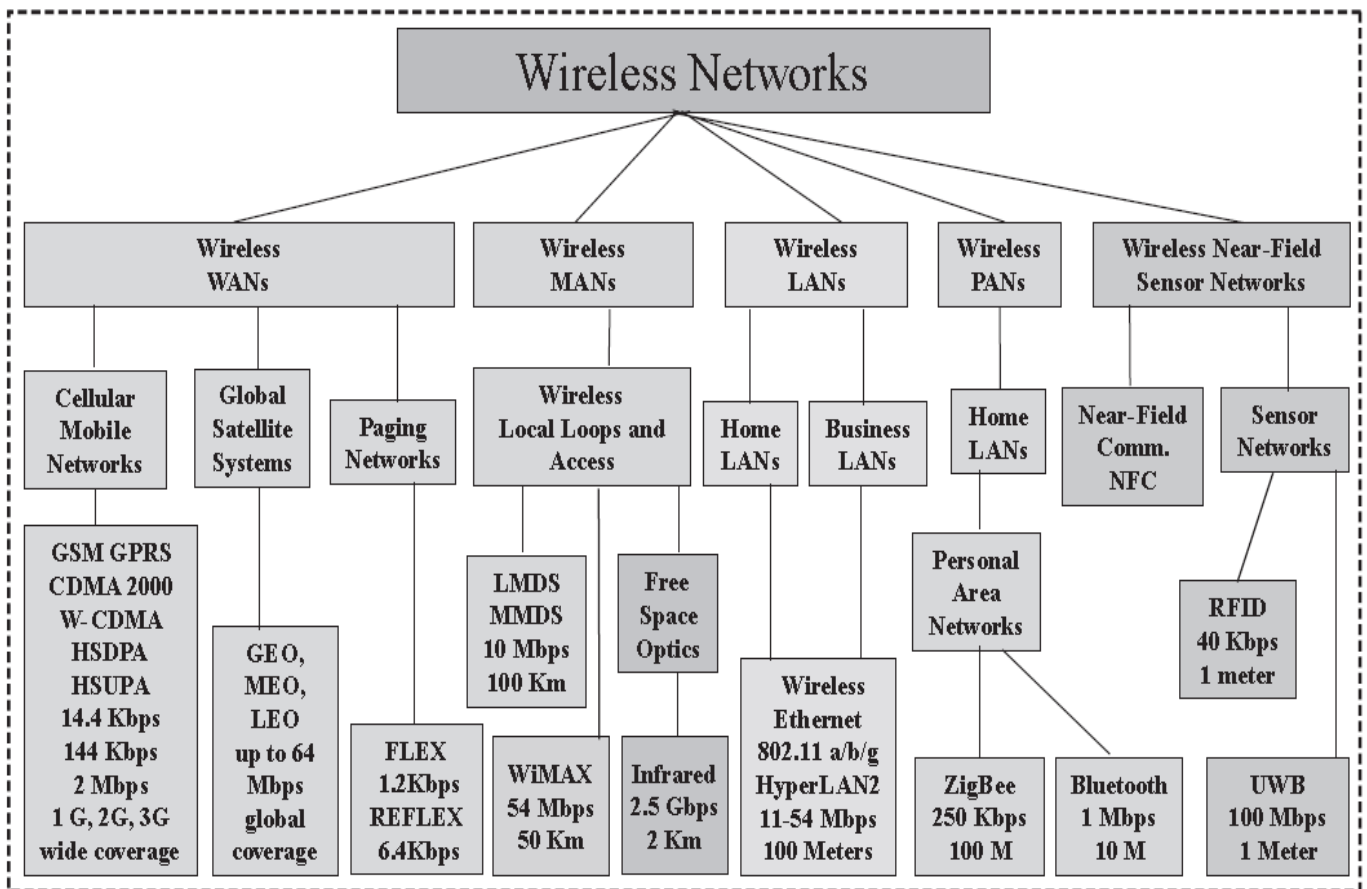 Wireless Networks
Wireless
WANs
Wireless
MANs
Wireless
LANs
Wireless
PANs
Wireless Near-Field
Sensor Networks
Cellular
Mobile
Networks
Global
Satellite
Systems
Paging
Networks
Wireless
Local Loops and
Access
Home
LANs
Business
LANs
Home
LANs
Near-Field
Comm.
NFC
Sensor
Networks
GSM GPRS
CDMA 2000
W- CDMA
HSDPA
HSUPA
14.4 Kbps
144 Kbps
2 Mbps
1 G, 2G, 3G
wide coverage
GEO,
MEO,
LEO
up to 64
Mbps
global
coverage
FLEX
1.2Kbps
REFLEX
6.4Kbps
LMDS
MMDS
10 Mbps
100 Km
WiMAX
54 Mbps
50 Km
Free
Space
Optics
Infrared
2.5 Gbps
2 Km
Wireless
Ethernet
802.11 a/b/g
HyperLAN2
11-54 Mbps
100 Meters
Personal
Area
Networks
ZigBee
250 Kbps
100 M
Bluetooth
1 Mbps
10 M
RFID
40 Kbps
1 meter
UWB
100 Mbps
1 Meter